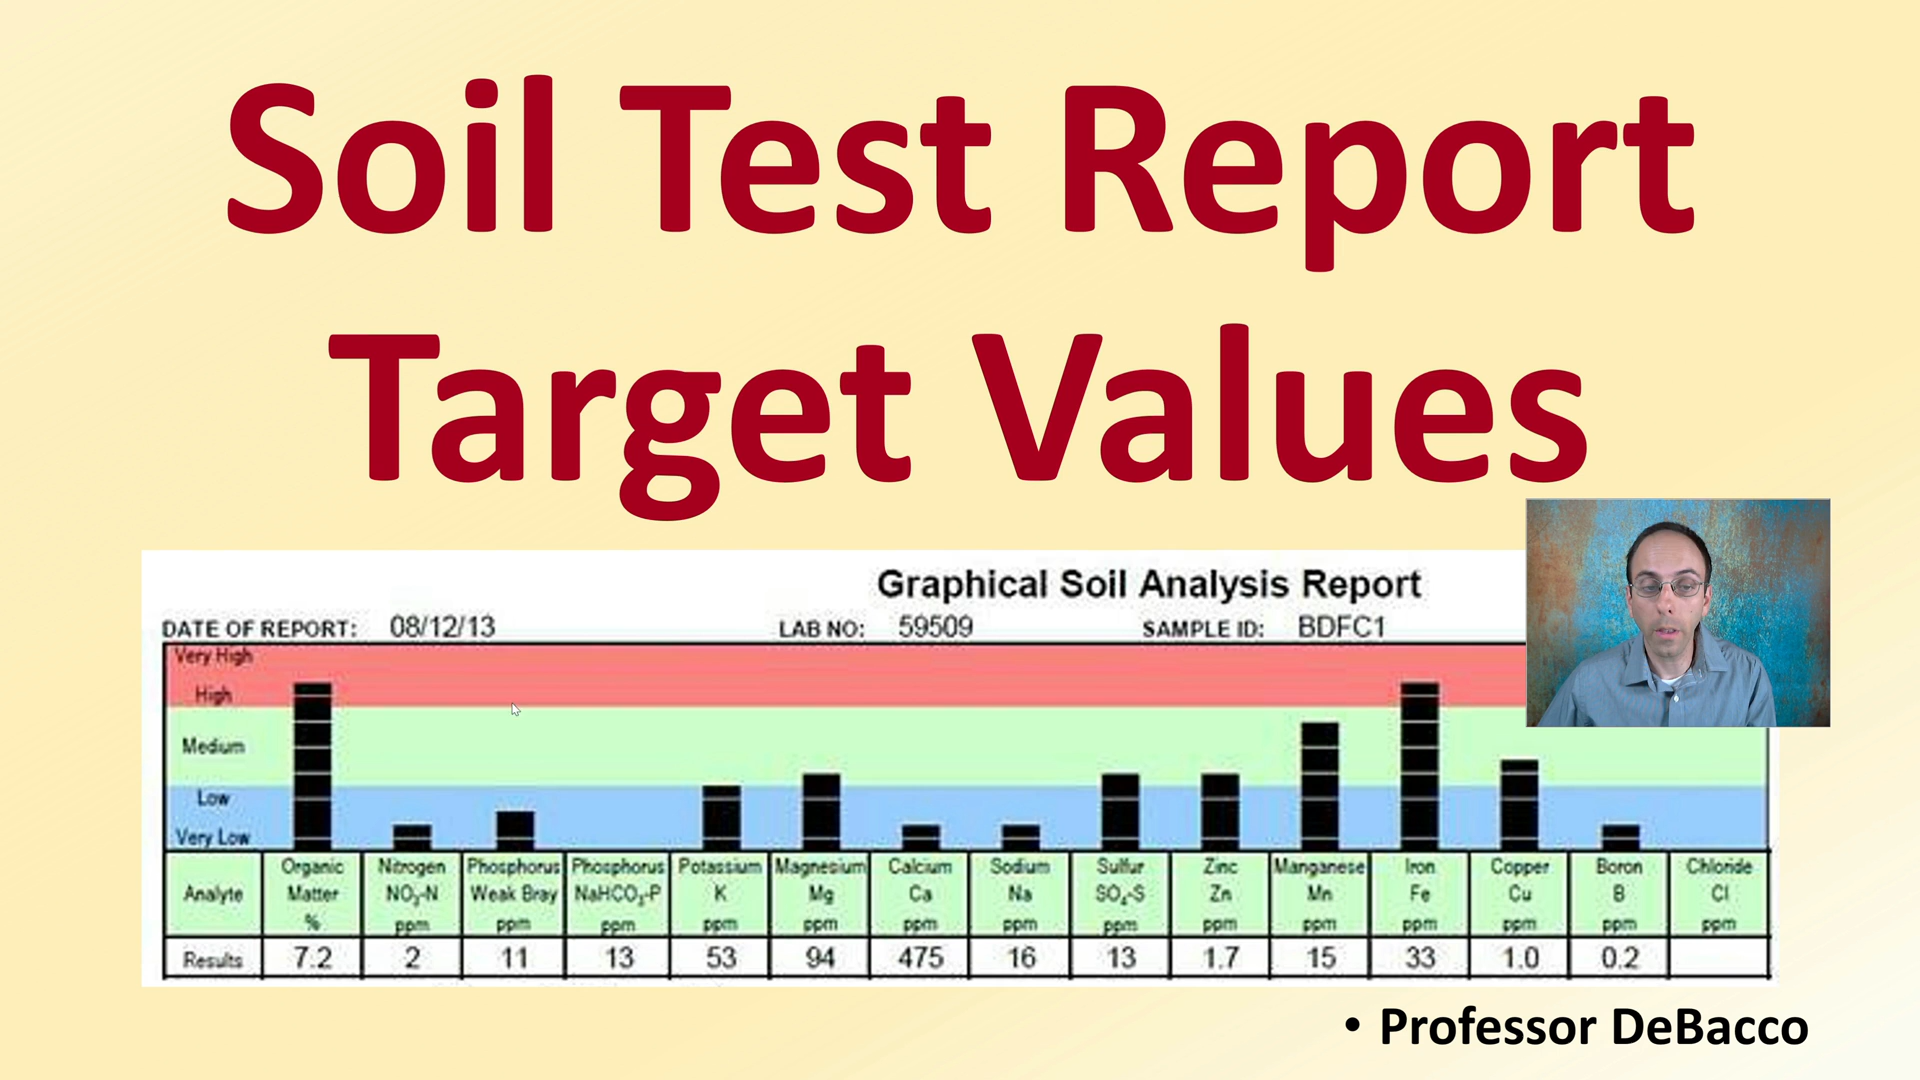 Soil Test Report
Target Values
Graphical Soil Analysis Report
DATE OF REPORT: 08/12/13 LAB NO: 59509 SAMPLE ID: BDFC1
Very High
High
Medium
Low
Very Low
Analyte
Organic Matter %
Nitrogen NO3-N ppm
Phosphorus Weak Bray ppm
Phosphorus NaHCO3-P ppm
Potassium K ppm
Magnesium Mg ppm
Calcium Ca ppm
Sodium Na ppm
Sulfur SO4-S ppm
Zinc Zn ppm
Manganese Mn ppm
Iron Fe ppm
Copper Cu ppm
Boron B ppm
Chloride Cl ppm
Results 7.2 2 11 13 53 94 475 16 13 1.7 15 33 1.0 0.2
• Professor DeBacco